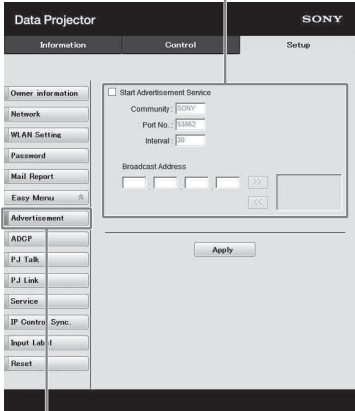 Data Projector
SONY
Information
Control
Setup
Owner information
Network
WLAN Setting
Password
Mail Report
Easy Menu
Advertisement
ADCP
PJ Talk
PJ Link
Service
IP Control Sync.
Input Label
Reset
Start Advertisement Service
Community : SONY
Port No. : 53862
Interval : 30
Broadcast Address
. . .
>>
<<
Apply